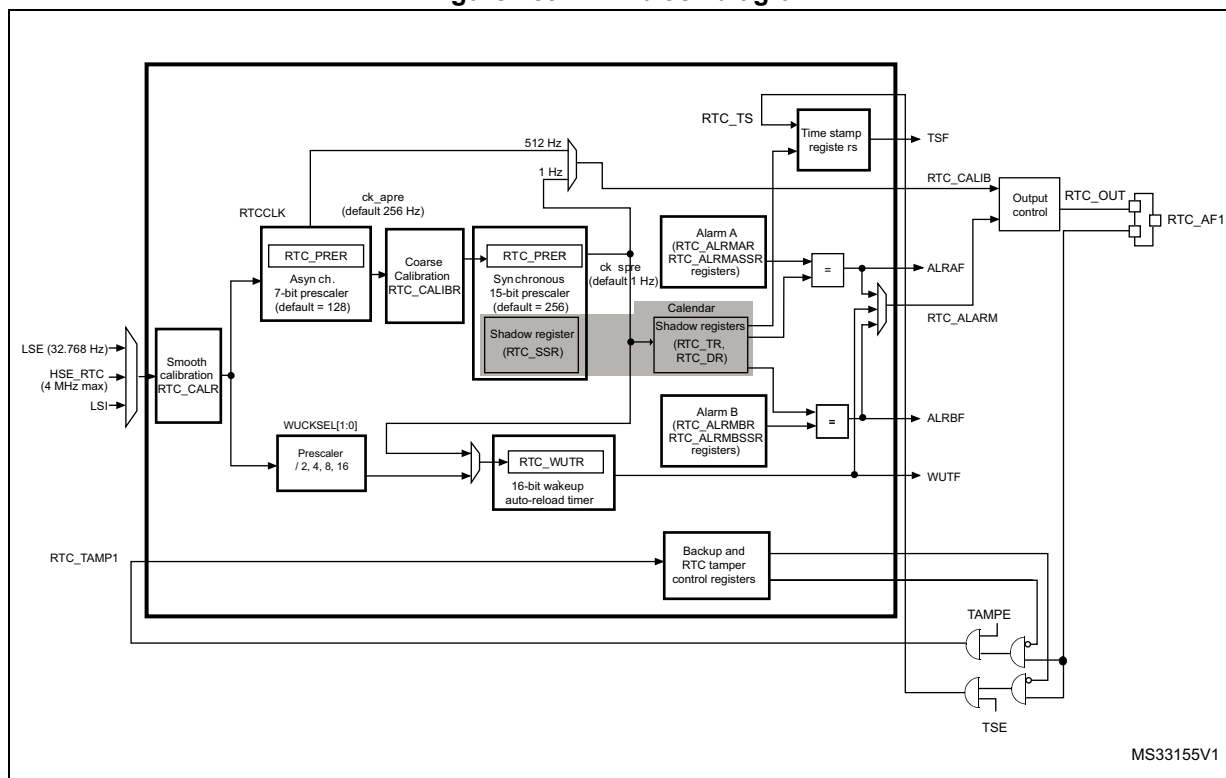 RTC_TS
Time stamp
registe rs
TSF
512 Hz
1 Hz
RTC_CALIB
Output
control
RTC_OUT
RTC_AF1
ck_apre
(default 256 Hz)
RTCCLK
RTC_PRER
Asyn ch.
7-bit prescaler
(default = 128)
Coarse
Calibration
RTC_CALIBR
RTC_PRER
Syn chronous
15-bit prescaler
(default = 256)
Shadow register
(RTC_SSR)
ck_spre
(default 1 Hz)
Alarm A
(RTC_ALRMAR
RTC_ALRMASSR
registers)
=
ALRAF
Calendar
Shadow registers
(RTC_TR,
RTC_DR)
RTC_ALARM
LSE (32.768 Hz)
HSE_RTC
(4 MHz max)
LSI
Smooth
calibration
RTC_CALR
Alarm B
(RTC_ALRMBR
RTC_ALRMBSSR
registers)
=
ALRBF
WUCKSEL[1:0]
Prescaler
/ 2, 4, 8, 16
RTC_WUTR
16-bit wakeup
auto-reload timer
WUTF
RTC_TAMP1
Backup and
RTC tamper
control registers
TAMPE
TSE
MS33155V1